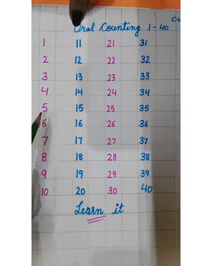 Oral Counting 1-40
1 11 21 31
2 12 22 32
3 13 23 33
4 14 24 34
5 15 25 35
6 16 26 36
7 17 27 37
8 18 28 38
9 19 29 39
10 20 30 40
Learn it